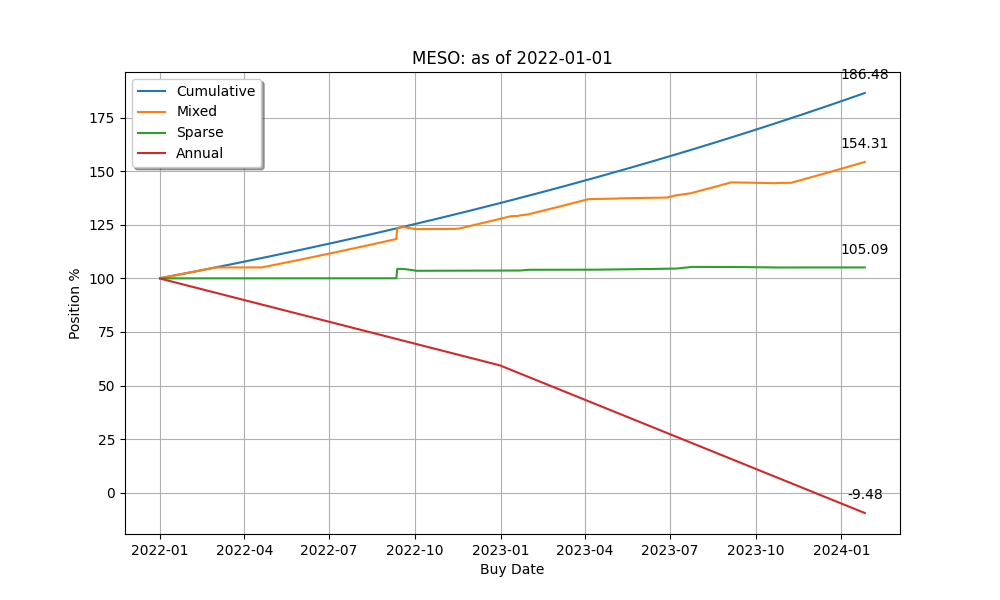 MESO: as of 2022-01-01
186.48
Cumulative
Mixed
Sparse
Annual
154.31
105.09
-9.48
175
150
125
100
75
50
25
0
Position %
2022-01 2022-04 2022-07 2022-10 2023-01 2023-04 2023-07 2023-10 2024-01
Buy Date